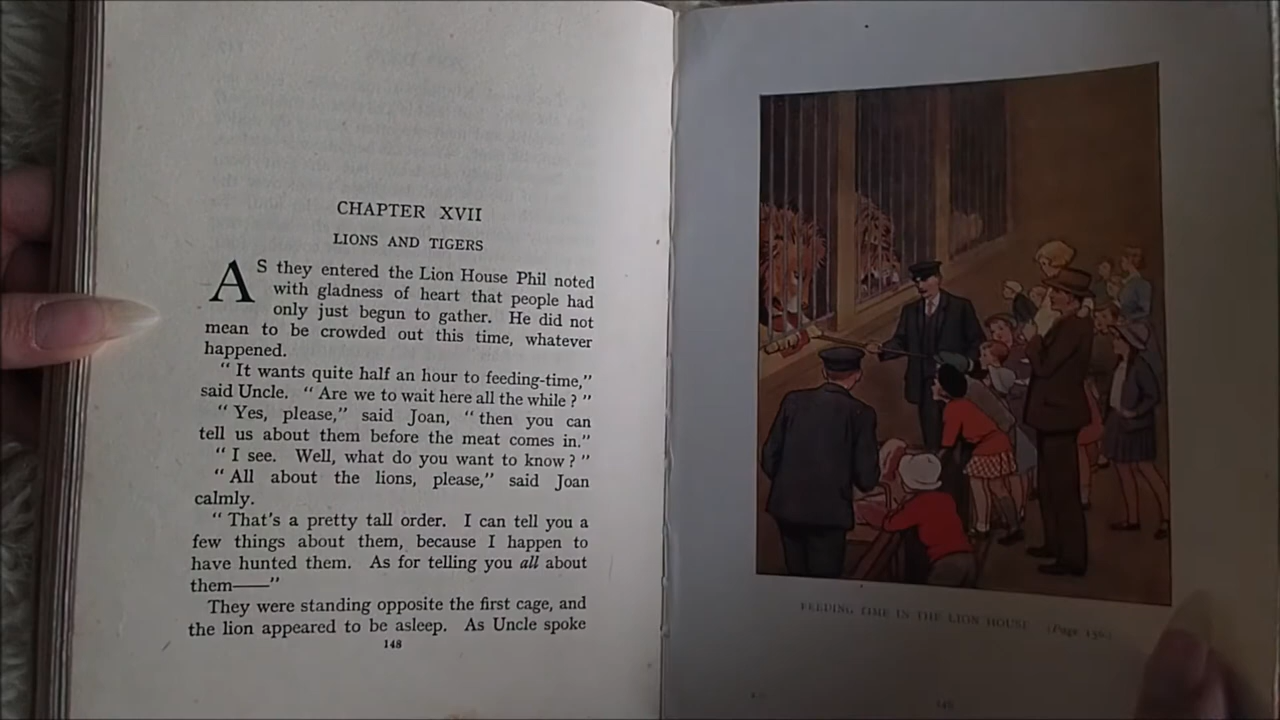 CHAPTER XVII
LIONS AND TIGERS
AS they entered the Lion House Phil noted
with gladness of heart that people had
only just begun to gather. He did not
mean to be crowded out this time, whatever
happened.
“ It wants quite half an hour to feeding-time,”
said Uncle. “ Are we to wait here all the while ? ”
“ Yes, please,” said Joan, “ then you can
tell us about them before the meat comes in.”
“ I see. Well, what do you want to know ? ”
“ All about the lions, please,” said Joan
calmly.
“ That’s a pretty tall order. I can tell you a
few things about them, because I happen to
have hunted them. As for telling you all about
them——”
They were standing opposite the first cage, and
the lion appeared to be asleep. As Uncle spoke
148
FEEDING TIME IN THE LION HOUSE (Page 156.)